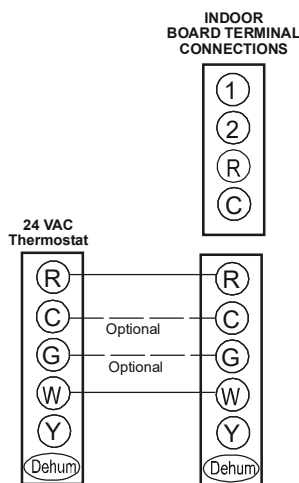 INDOOR
BOARD TERMINAL
CONNECTIONS
1
2
R
C
24 VAC
Thermostat
R R
C Optional C
G Optional G
W W
Y Y
Dehum Dehum